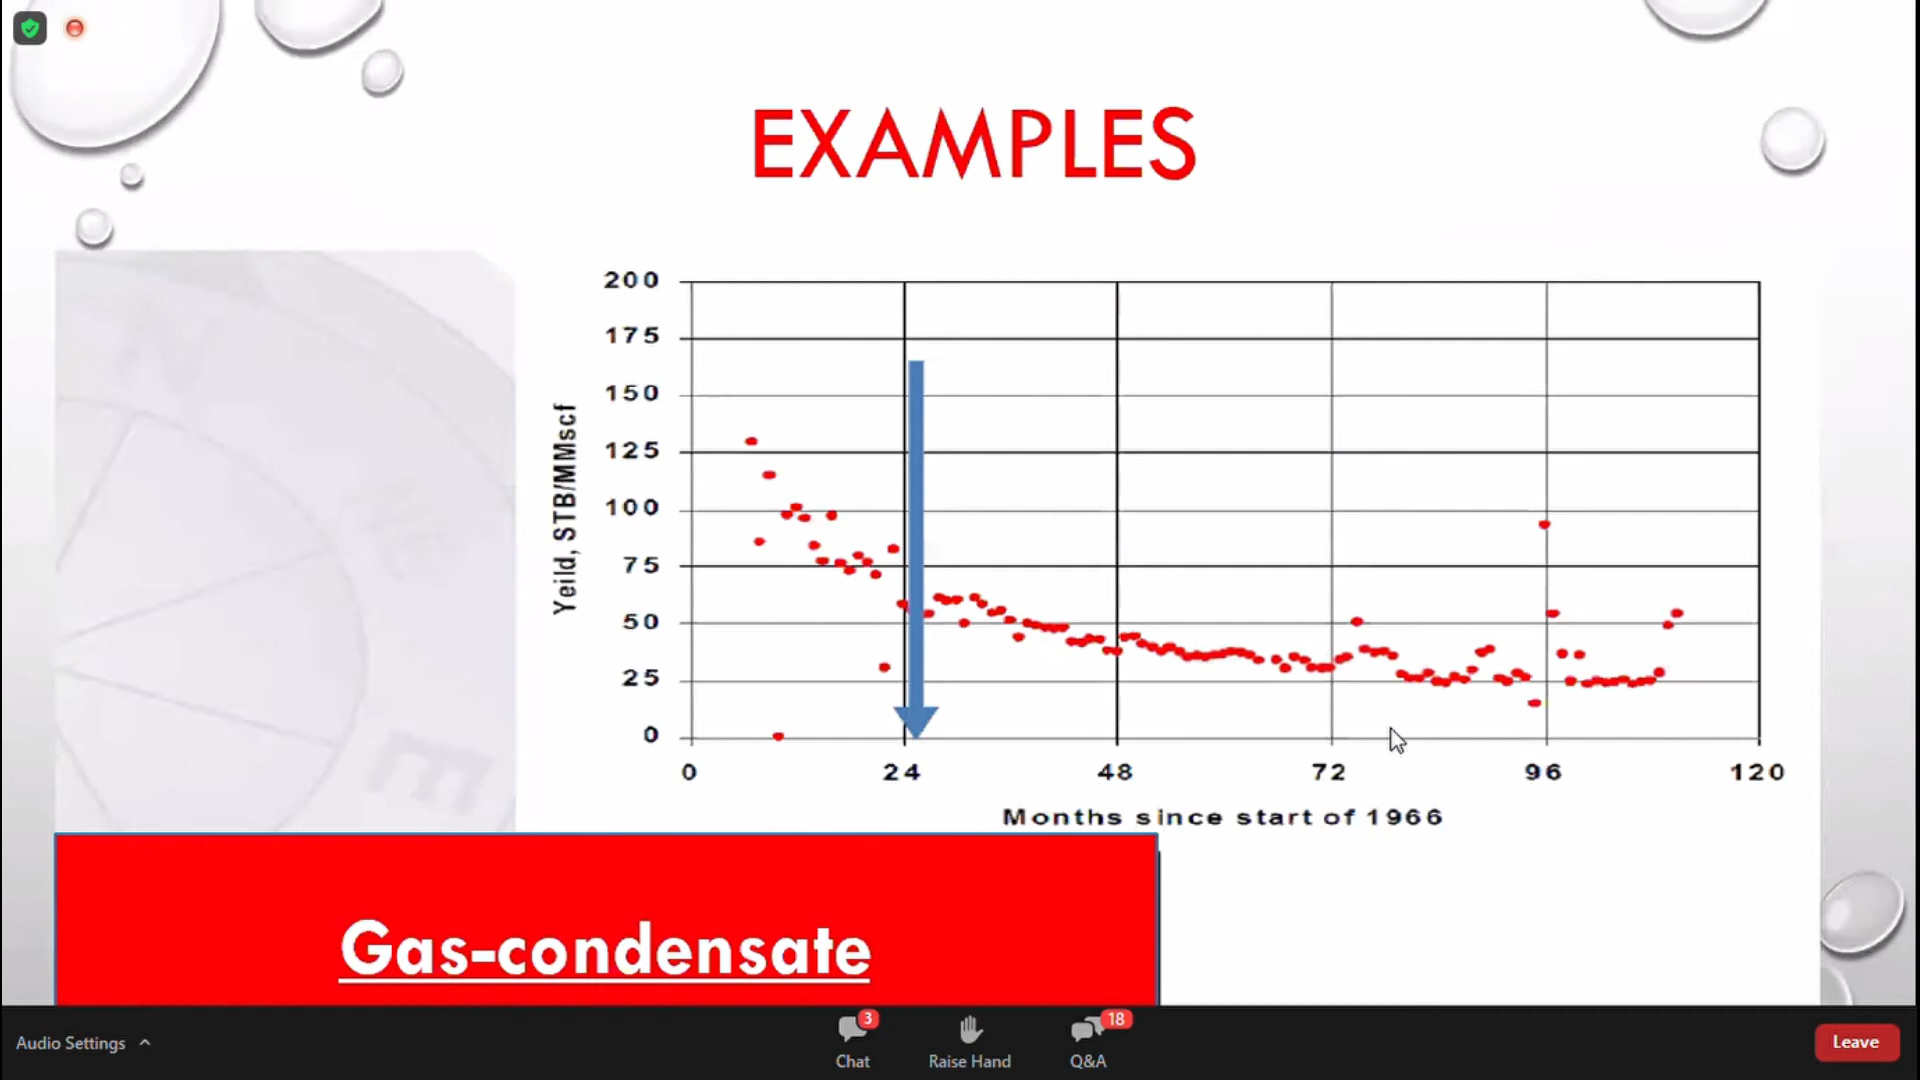 EXAMPLES
200
175
150
125
100
75
50
25
0
Yeild, STB/MMscf
0 24 48 72 96 120
Months since start of 1966
N
NE
E
Gas-condensate
Audio Settings
3
Chat
Raise Hand
18
Q&A
Leave